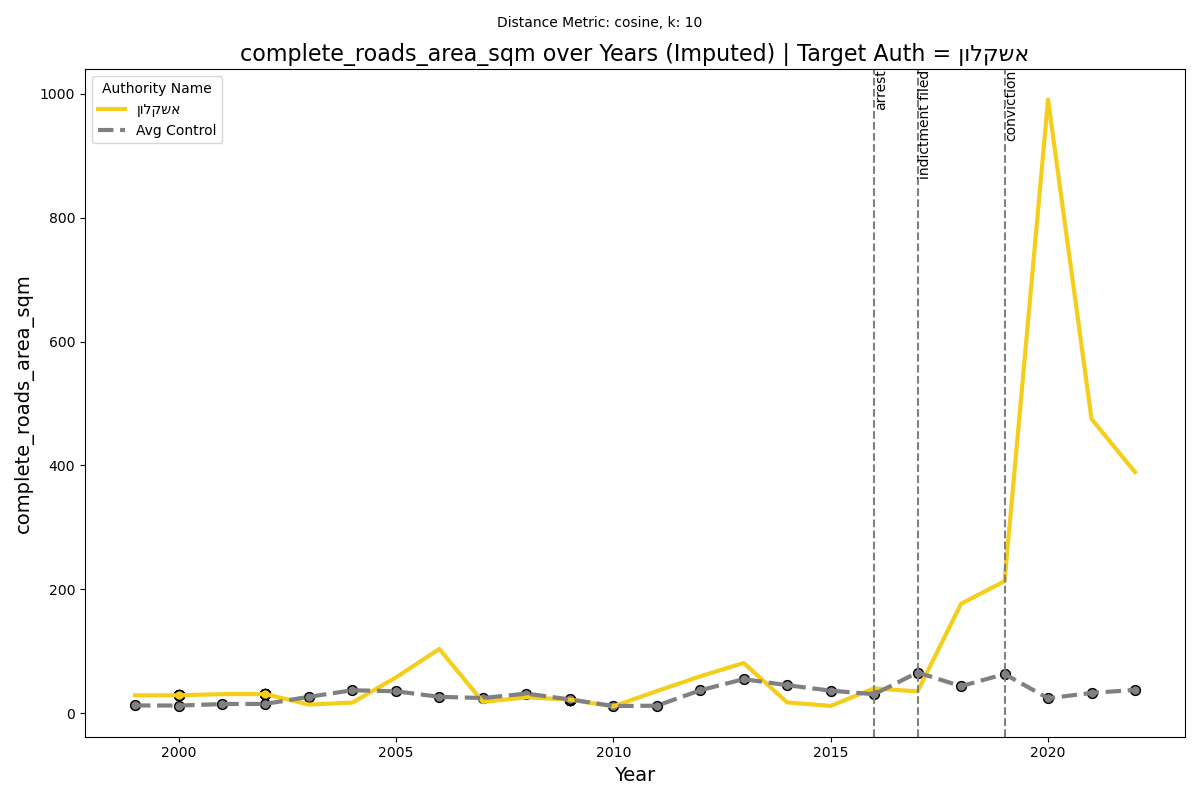 Distance Metric: cosine, k: 10
complete_roads_area_sqm over Years (Imputed) | Target Auth = אשקלון
Authority Name
אשקלון
Avg Control
arrest
indictment filed
conviction
1000
800
600
400
200
0
complete_roads_area_sqm
2000
2005
2010
2015
2020
Year